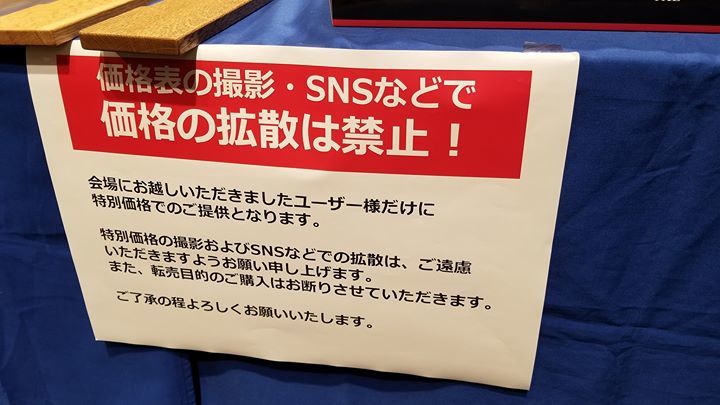 価格表の撮影・SNSなどで
価格の拡散は禁止！
会場にお越しいただきましたユーザー様だけに
特別価格でのご提供となります。
特別価格の撮影およびSNSなどでの拡散は、ご遠慮
いただきますようお願い申し上げます。
また、転売目的のご購入はお断りさせていただきます。
ご了承の程よろしくお願いいたします。